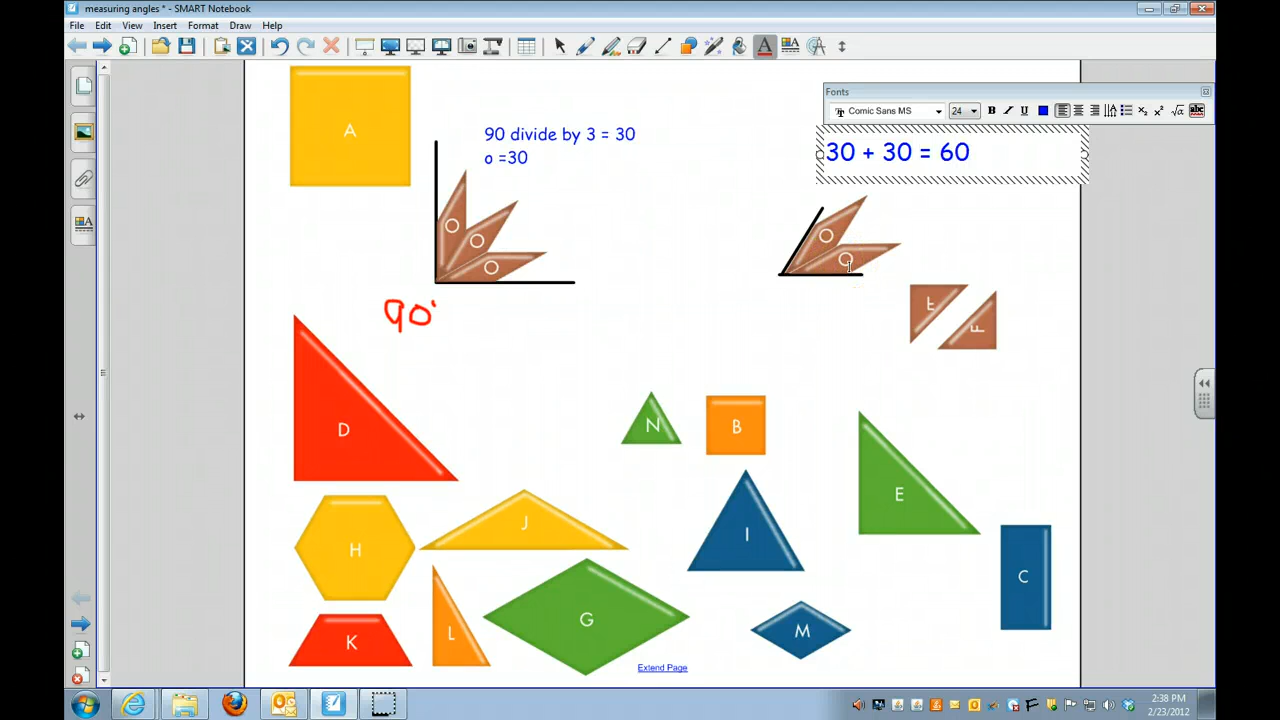 measuring angles * - SMART Notebook
File Edit View Insert Format Draw Help
Fonts
Comic Sans MS 24 B I U
A
90 divide by 3 = 30
o =30
30 + 30 = 60
O
O
O
O
O
F
F
90°
D
N
B
E
I
J
H
C
G
K
L
M
Extend Page
2:38 PM
2/23/2012